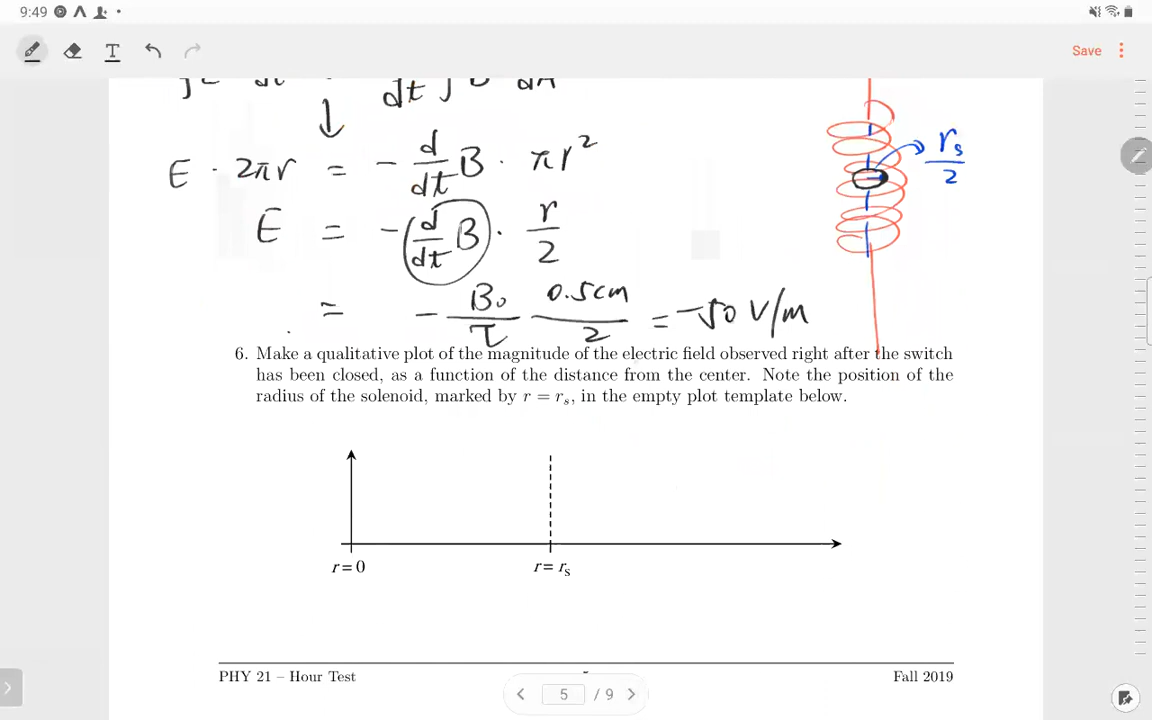 9:49
T
Save
dt
E · 2πr = - d/dt B · πr²
r_s/2
E = -(d/dt B) · r/2
= - B₀/τ 0.5cm/2 = -50 V/m
6. Make a qualitative plot of the magnitude of the electric field observed right after the switch
has been closed, as a function of the distance from the center. Note the position of the
radius of the solenoid, marked by r = r_s, in the empty plot template below.
r = 0
r = r_s
PHY 21 – Hour Test
Fall 2019
5 / 9